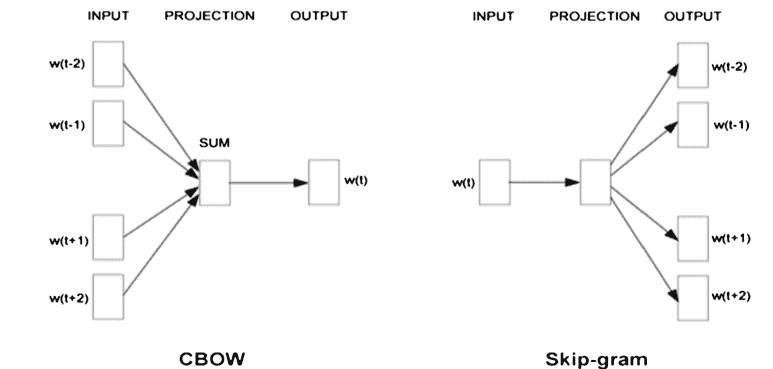 INPUT PROJECTION OUTPUT
w(t-2)
w(t-1)
SUM
w(t)
w(t+1)
w(t+2)
CBOW
INPUT PROJECTION OUTPUT
w(t-2)
w(t-1)
w(t)
w(t+1)
w(t+2)
Skip-gram